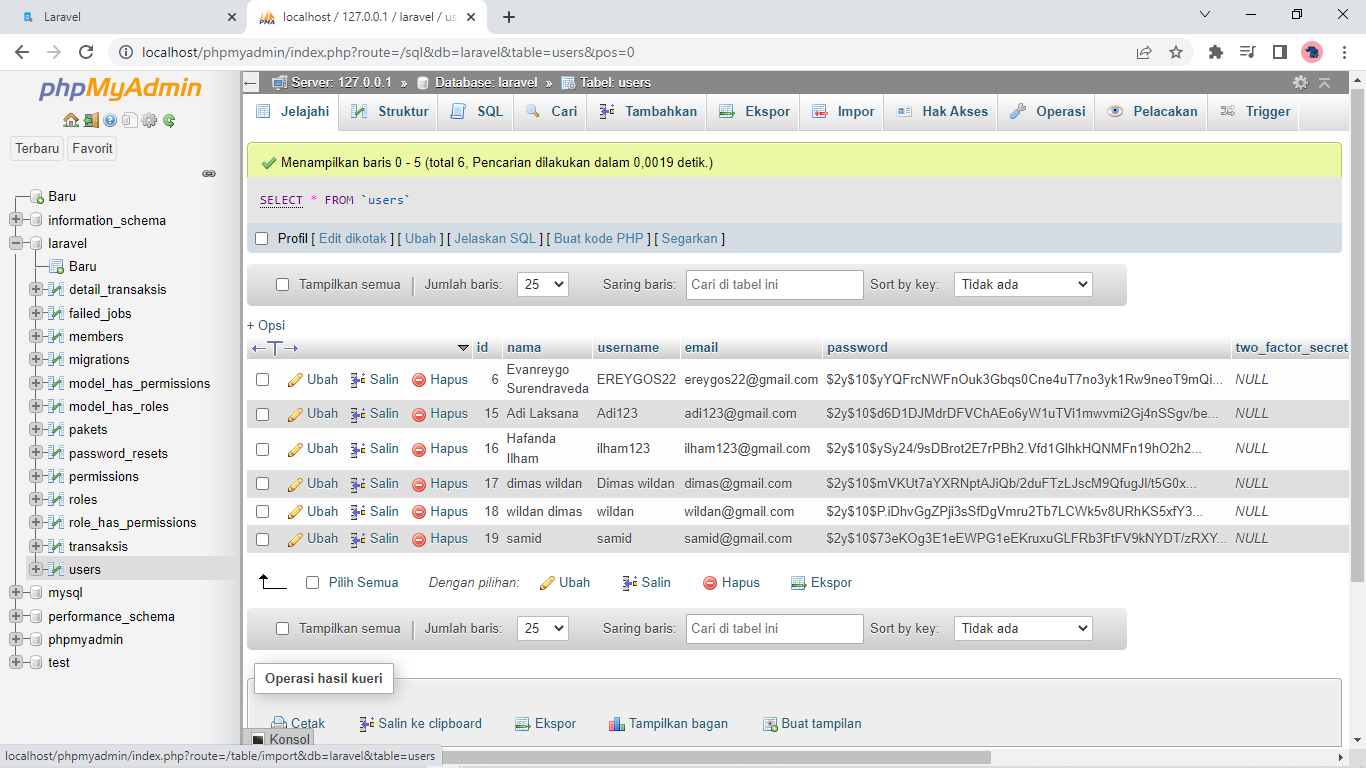 Laravel
localhost / 127.0.0.1 / laravel / us
localhost/phpmyadmin/index.php?route=/sql&db=laravel&table=users&pos=0
phpMyAdmin
Terbaru Favorit
Baru
information_schema
laravel
Baru
detail_transaksis
failed_jobs
members
migrations
model_has_permissions
model_has_roles
pakets
password_resets
permissions
roles
role_has_permissions
transaksis
users
mysql
performance_schema
phpmyadmin
test
Server: 127.0.0.1 » Database: laravel » Tabel: users
Jelajahi Struktur SQL Cari Tambahkan Ekspor Impor Hak Akses Operasi Pelacakan Trigger
Menampilkan baris 0 - 5 (total 6, Pencarian dilakukan dalam 0,0019 detik.)
SELECT * FROM `users`
Profil [ Edit dikotak ] [ Ubah ] [ Jelaskan SQL ] [ Buat kode PHP ] [ Segarkan ]
Tampilkan semua Jumlah baris: 25 Saring baris: Cari di tabel ini Sort by key: Tidak ada
+ Opsi
←T→ id nama username email password two_factor_secret
Ubah Salin Hapus 6 Evanreygo Surendraveda EREYGOS22 ereygos22@gmail.com $2y$10$yYQFrcNWFnOuk3Gbqs0Cne4uT7no3yk1Rw9neoT9mQi... NULL
Ubah Salin Hapus 15 Adi Laksana Adi123 adi123@gmail.com $2y$10$d6D1DJMdrDFVChAEo6yW1uTVi1mwvmi2Gj4nSSgv/be... NULL
Ubah Salin Hapus 16 Hafanda Ilham ilham123 ilham123@gmail.com $2y$10$ySy24/9sDBrot2E7rPBh2.Vfd1GlhkHQNMFn19hO2h2... NULL
Ubah Salin Hapus 17 dimas wildan Dimas wildan dimas@gmail.com $2y$10$mVKUt7aYXRNptAJiQb/2duFTzLJscM9QfugJl/t5G0x... NULL
Ubah Salin Hapus 18 wildan dimas wildan wildan@gmail.com $2y$10$P.iDhvGgZPji3sSfDgVmru2Tb7LCWk5v8URhKS5xfY3... NULL
Ubah Salin Hapus 19 samid samid samid@gmail.com $2y$10$73eKOg3E1eEWPG1eEKruxuGLFRb3FtFV9kNYDT/zRXY... NULL
Pilih Semua Dengan pilihan: Ubah Salin Hapus Ekspor
Tampilkan semua Jumlah baris: 25 Saring baris: Cari di tabel ini Sort by key: Tidak ada
Operasi hasil kueri
Cetak Salin ke clipboard Ekspor Tampilkan bagan Buat tampilan
Konsol
localhost/phpmyadmin/index.php?route=/table/import&db=laravel&table=users